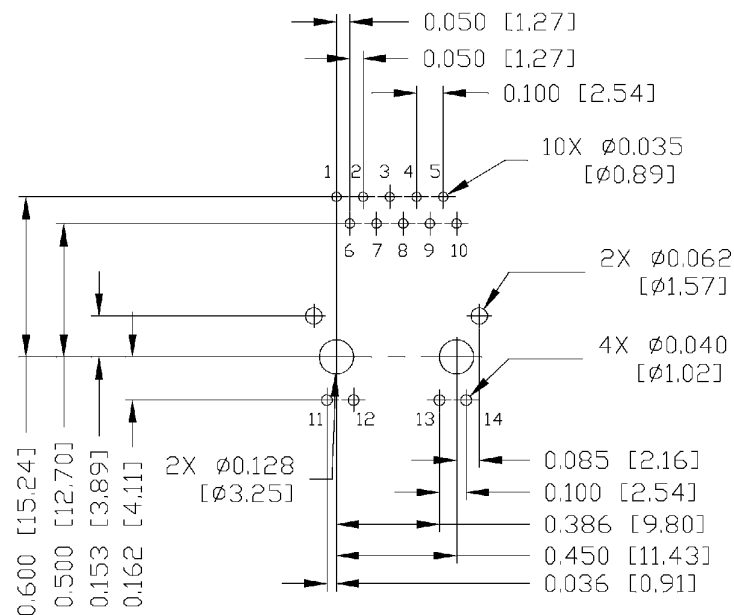 0.050 [1.27]
0.050 [1.27]
0.100 [2.54]
10X Ø0.035
[Ø0.89]
1 2 3 4 5
6 7 8 9 10
2X Ø0.062
[Ø1.57]
4X Ø0.040
[Ø1.02]
11 12 13 14
2X Ø0.128
[Ø3.25]
0.085 [2.16]
0.100 [2.54]
0.386 [9.80]
0.450 [11.43]
0.036 [0.91]
0.600 [15.24]
0.500 [12.70]
0.153 [3.89]
0.162 [4.11]